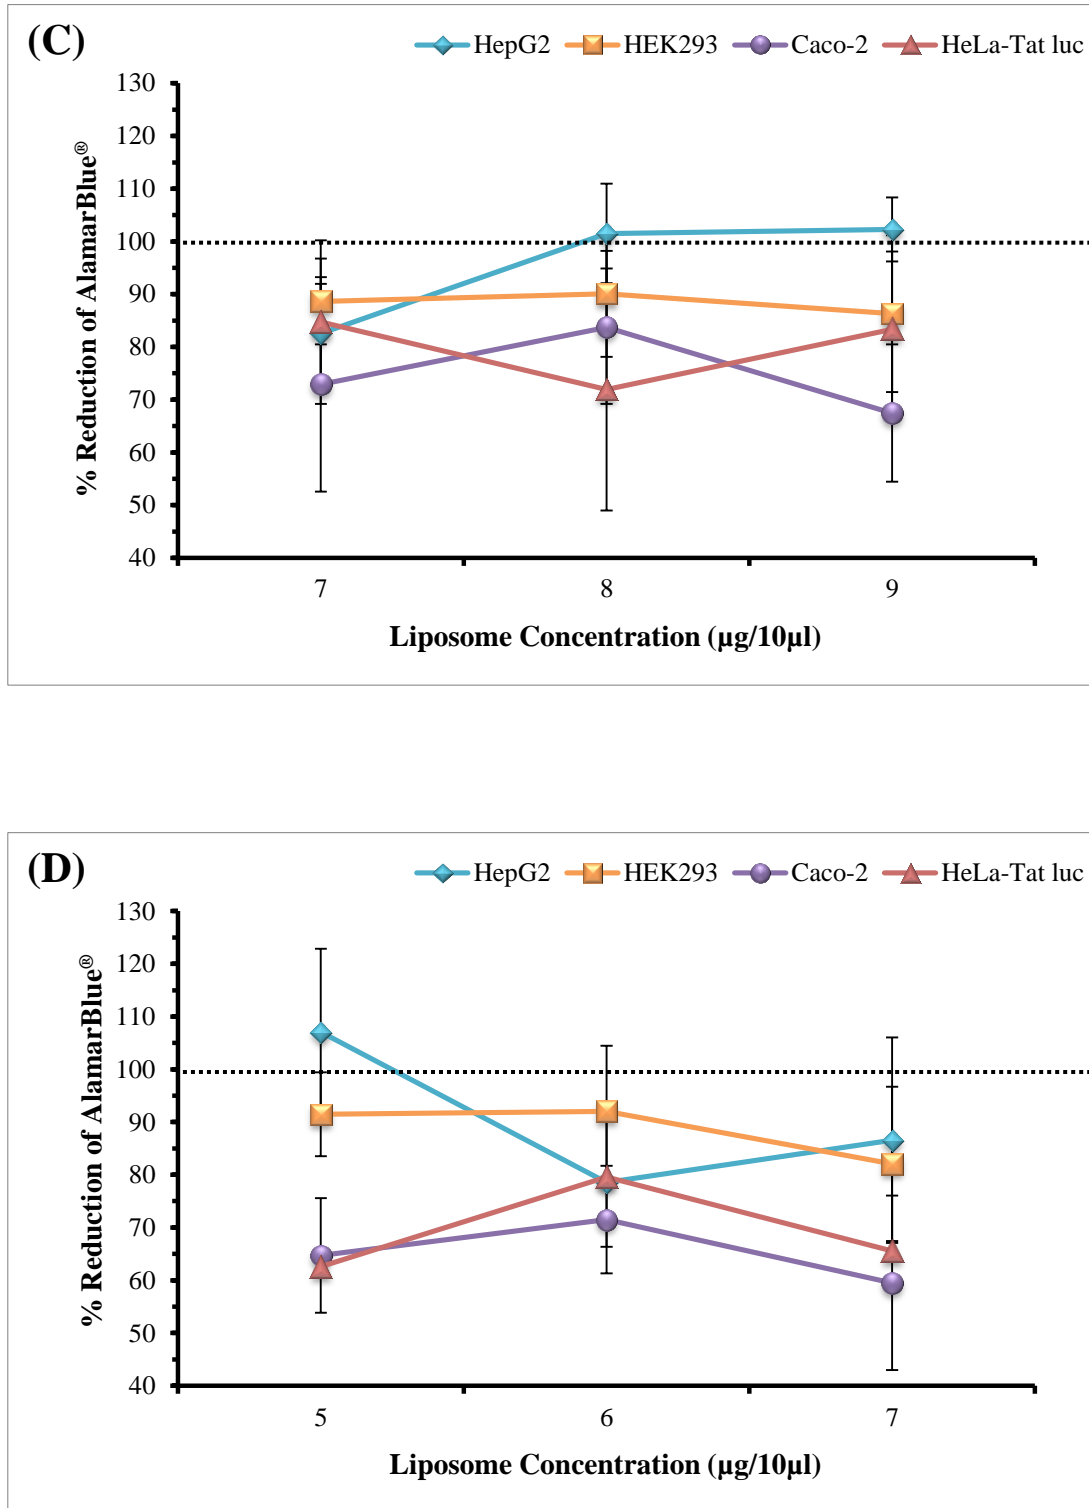 (C)
HepG2 HEK293 Caco-2 HeLa-Tat luc
130
120
110
100
90
80
70
60
50
40
% Reduction of AlamarBlue®
7 8 9
Liposome Concentration (µg/10µl)
(D)
HepG2 HEK293 Caco-2 HeLa-Tat luc
130
120
110
100
90
80
70
60
50
40
% Reduction of AlamarBlue®
5 6 7
Liposome Concentration (µg/10µl)